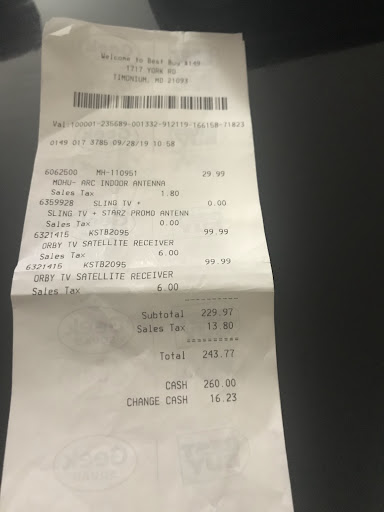 Welcome to Best Buy #149
1717 YORK RD
TIMONIUM, MD 21093
Val:100001-235689-001332-912119-166158-71823
0149 017 3785 09/28/19 10:58
6062500 MH-110951 29.99
MOHU- ARC INDOOR ANTENNA
Sales Tax 1.80
6359928 SLING TV + 0.00
SLING TV + STARZ PROMO ANTENN
Sales Tax 0.00
6321415 KSTB2095 99.99
ORBY TV SATELLITE RECEIVER
Sales Tax 6.00
6321415 KSTB2095 99.99
ORBY TV SATELLITE RECEIVER
Sales Tax 6.00
----------
Subtotal 229.97
Sales Tax 13.80
==========
Total 243.77
CASH 260.00
CHANGE CASH 16.23
Geek
SQUAD